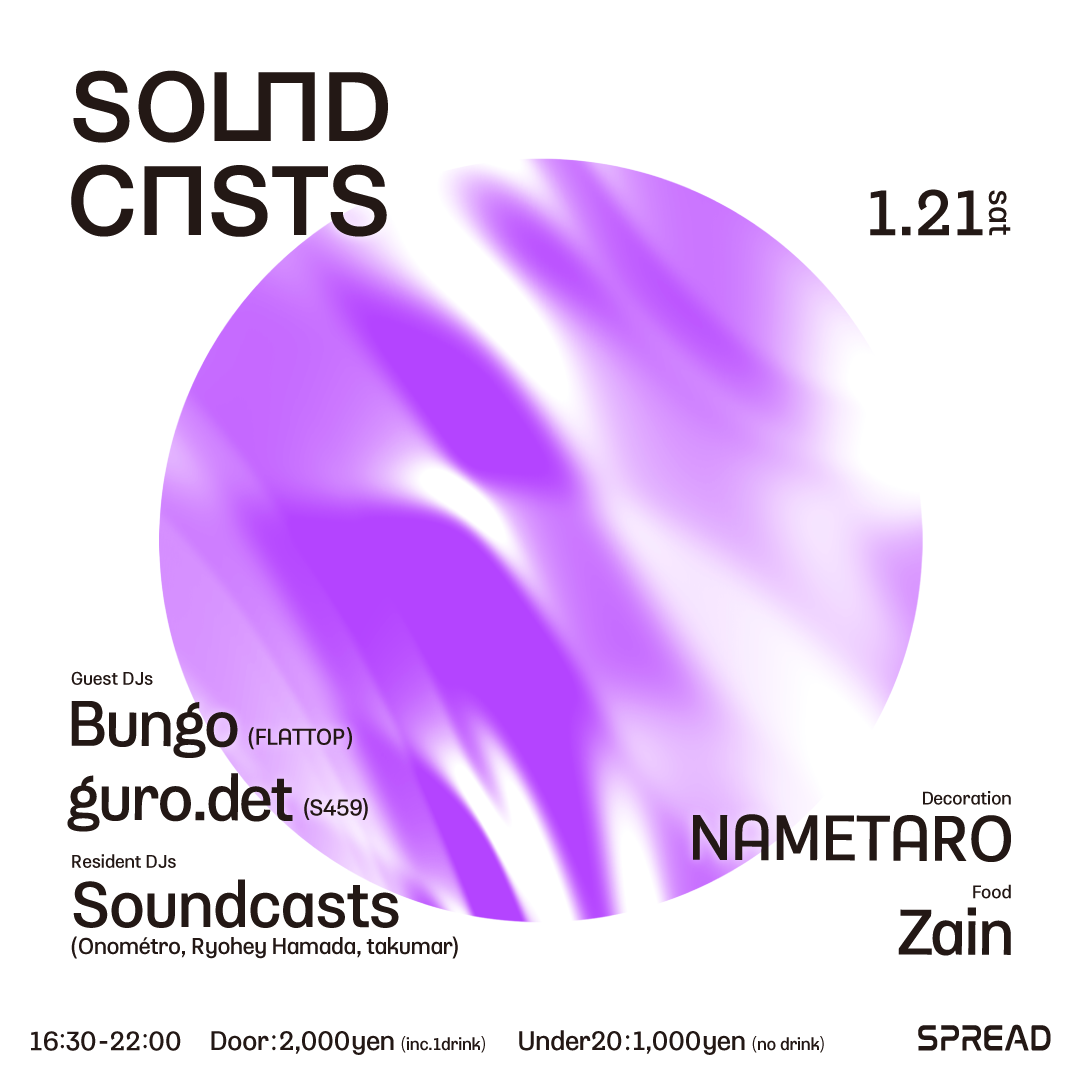 SOUND
CASTS
1.21 sat
Guest DJs
Bungo (FLATTOP)
guro.det (S459)
Resident DJs
Soundcasts
(Onométro, Ryohey Hamada, takumar)
Decoration
NAMETARO
Food
Zain
16:30-22:00 Door:2,000yen (inc.1drink) Under20:1,000yen (no drink)
SPREAD